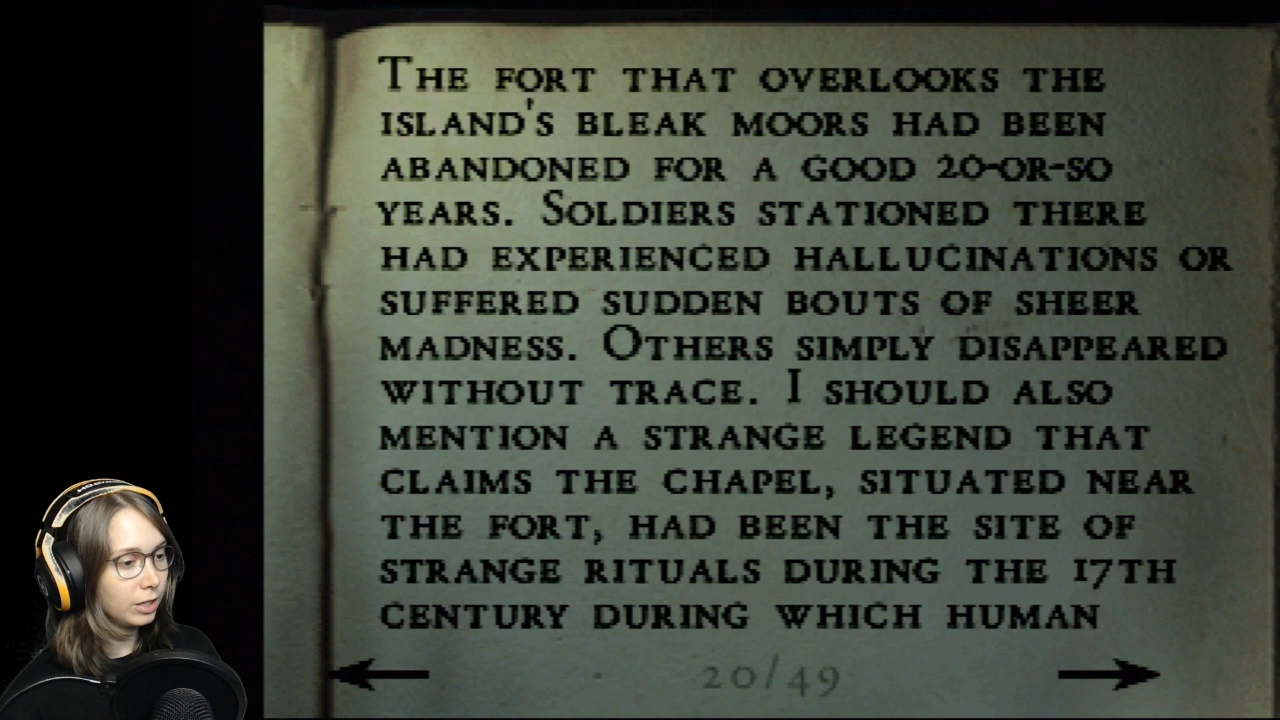 The fort that overlooks the
island's bleak moors had been
abandoned for a good 20-or-so
years. Soldiers stationed there
had experienced hallucinations or
suffered sudden bouts of sheer
madness. Others simply disappeared
without trace. I should also
mention a strange legend that
claims the chapel, situated near
the fort, had been the site of
strange rituals during the 17th
century during which human
20/49